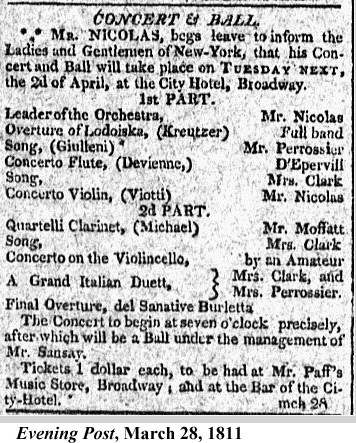 CONCERT & BALL.
*⁎* Mr. NICOLAS, begs leave to inform the
Ladies and Gentlemen of New-York, that his Con-
cert and Ball will take place on TUESDAY NEXT,
the 2d of April, at the City Hotel, Broadway.
1st PART.
Leader of the Orchestra, Mr. Nicolas
Overture of Lodoiska, (Kreutzer) Full band
Song, (Giulleni) Mr. Perrossier
Concerto Flute, (Devienne,) D'Epervill
Song, Mrs. Clark
Concerto Violin, (Viotti) Mr. Nicolas
2d PART.
Quartelli Clarinet, (Michael) Mr. Moffatt
Song, Mrs. Clark
Concerto on the Violincello, by an Amateur
A Grand Italian Duett, } Mrs. Clark, and
Mrs. Perrossier.
Final Overture, del Sanative Burletta
The Concert to begin at seven o'clock precisely,
after which will be a Ball under the management of
Mr. Sansay.
Tickets 1 dollar each, to be had at Mr. Paff's
Music Store, Broadway; and at the Bar of the Ci-
ty-Hotel. mch 28
Evening Post, March 28, 1811